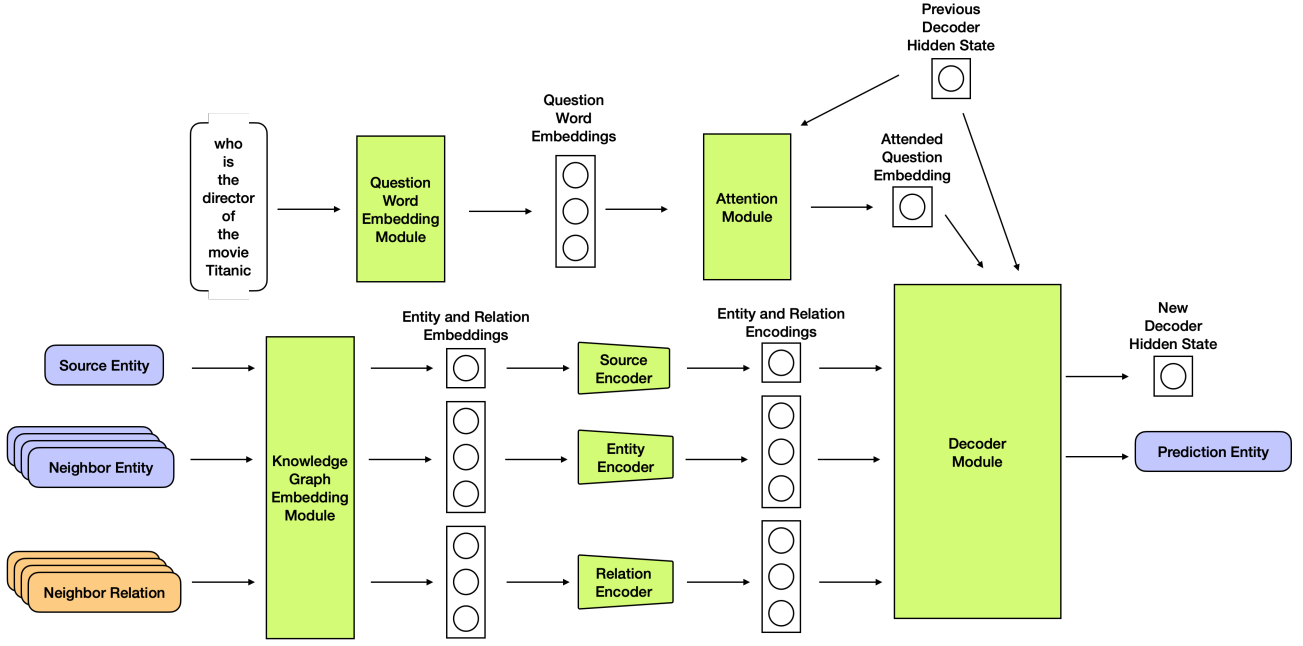 Previous
Decoder
Hidden State
Question
Word
Embeddings
who
is
the
director
of
the
movie
Titanic
Question
Word
Embedding
Module
Attention
Module
Attended
Question
Embedding
Entity and Relation
Embeddings
Entity and Relation
Encodings
New
Decoder
Hidden State
Source Entity
Source
Encoder
Neighbor Entity
Knowledge
Graph
Embedding
Module
Entity
Encoder
Decoder
Module
Prediction Entity
Neighbor Relation
Relation
Encoder